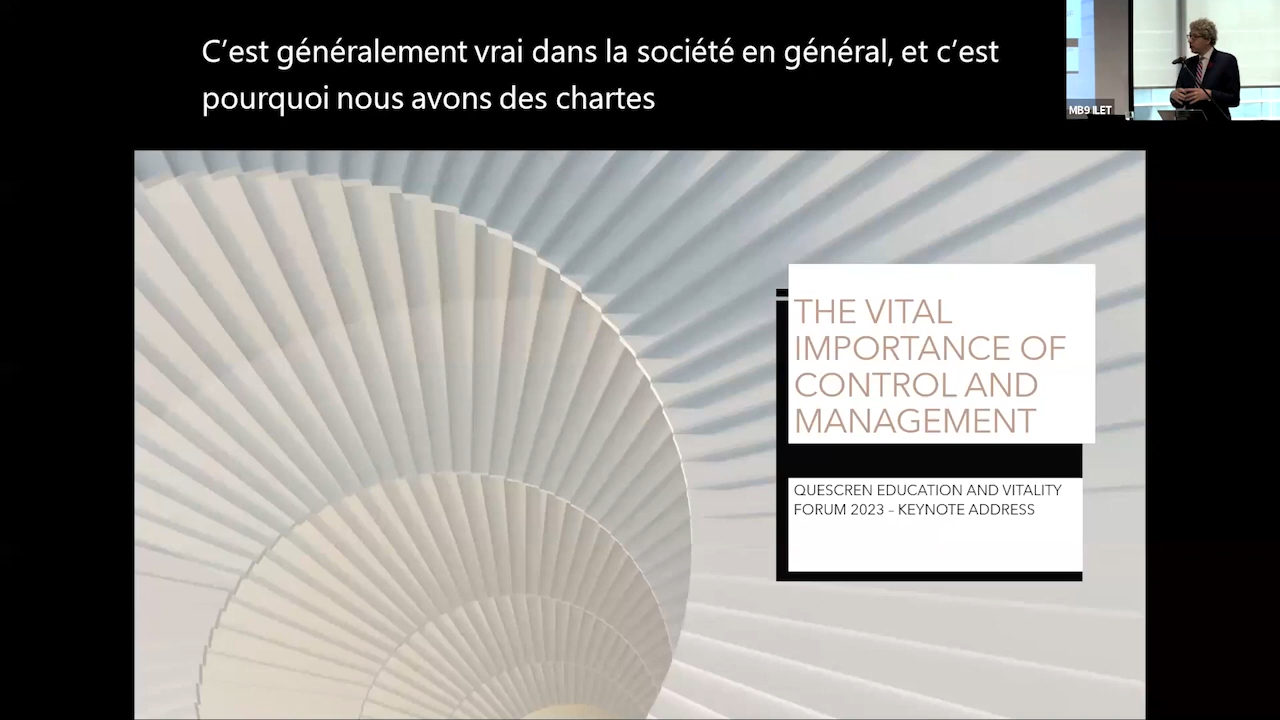 C’est généralement vrai dans la société en général, et c’est
pourquoi nous avons des chartes
MB9 ILET
THE VITAL
IMPORTANCE OF
CONTROL AND
MANAGEMENT
QUESCREN EDUCATION AND VITALITY
FORUM 2023 – KEYNOTE ADDRESS